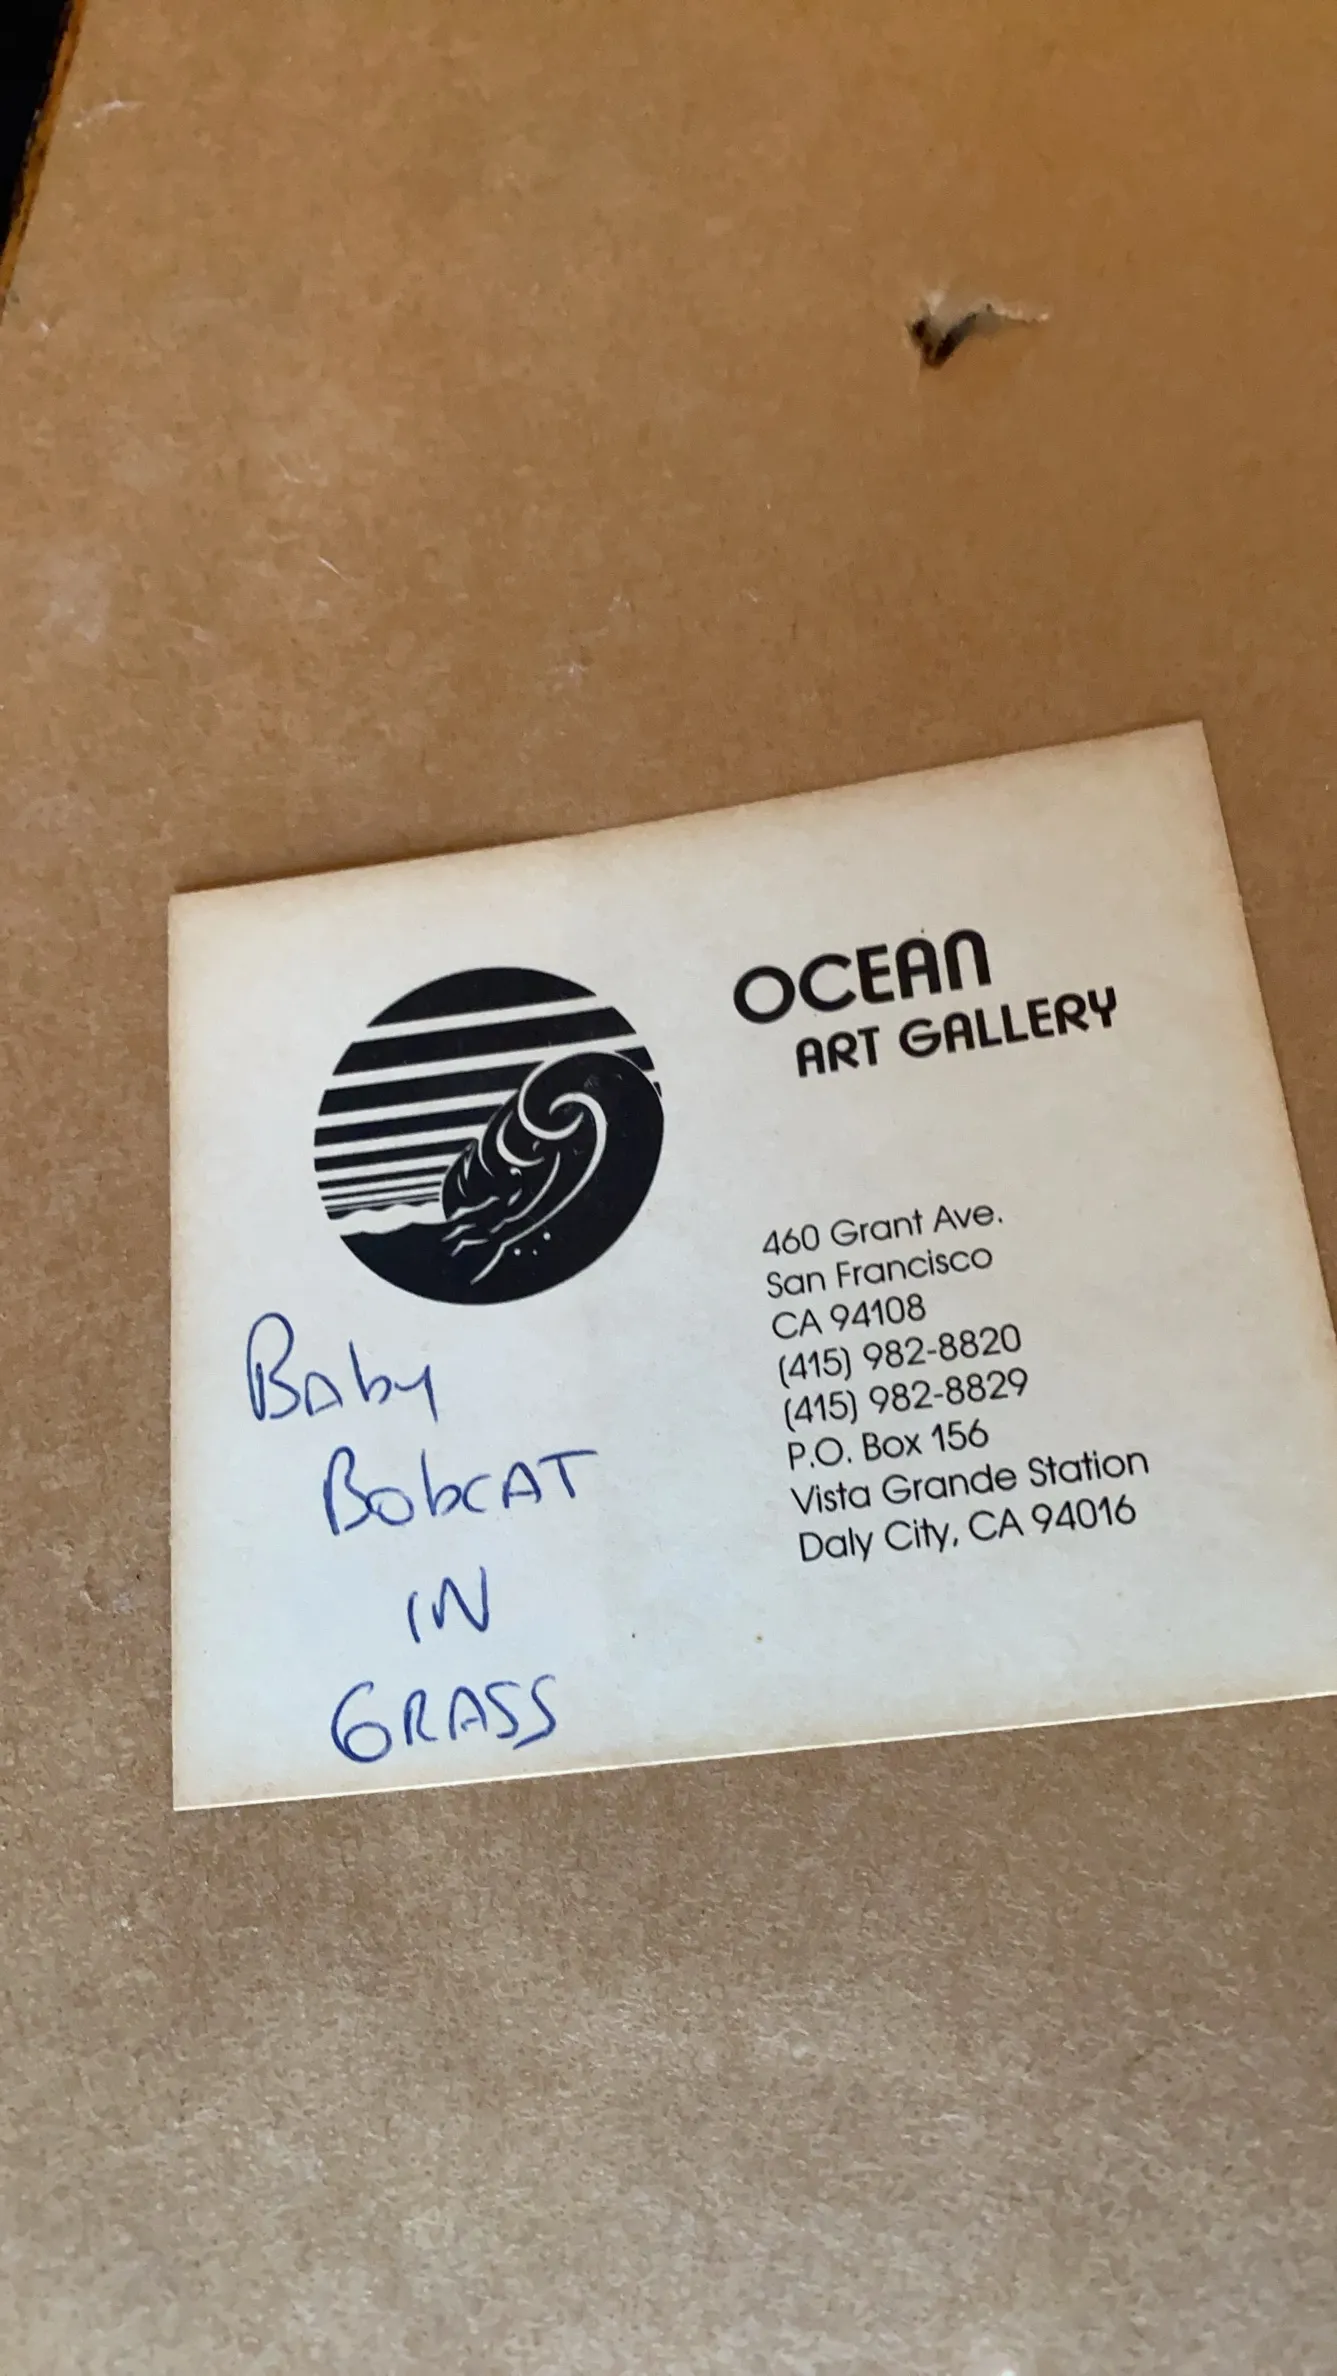 OCEAN
ART GALLERY
460 Grant Ave.
San Francisco
CA 94108
(415) 982-8820
(415) 982-8829
P.O. Box 156
Vista Grande Station
Daly City, CA 94016
Baby
BobcAT
IN
GRASS